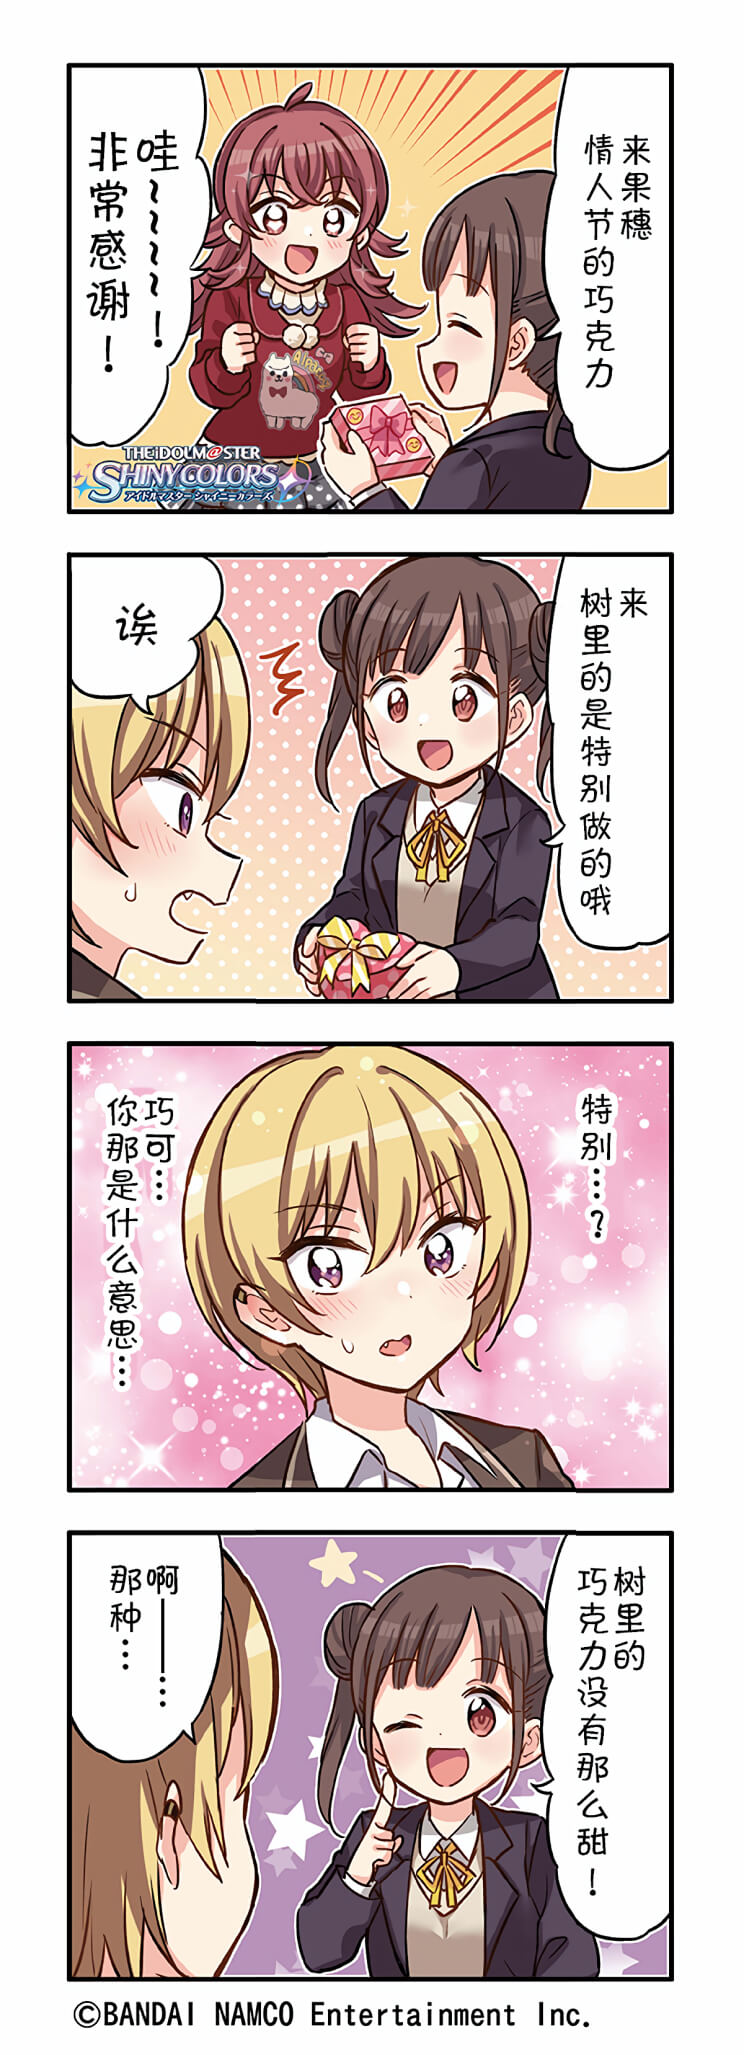 来果穗
情人节的巧克力
哇~~~~!
非常感谢!
Alpaca
THE iDOLM@STER
SHINY COLORS
アイドルマスター シャイニーカラーズ
来
树里的是特别做的哦
诶
特别…?
巧可…
你那是什么意思…
树里的
巧克力没有那么甜!
啊——…
那种…
©BANDAI NAMCO Entertainment Inc.